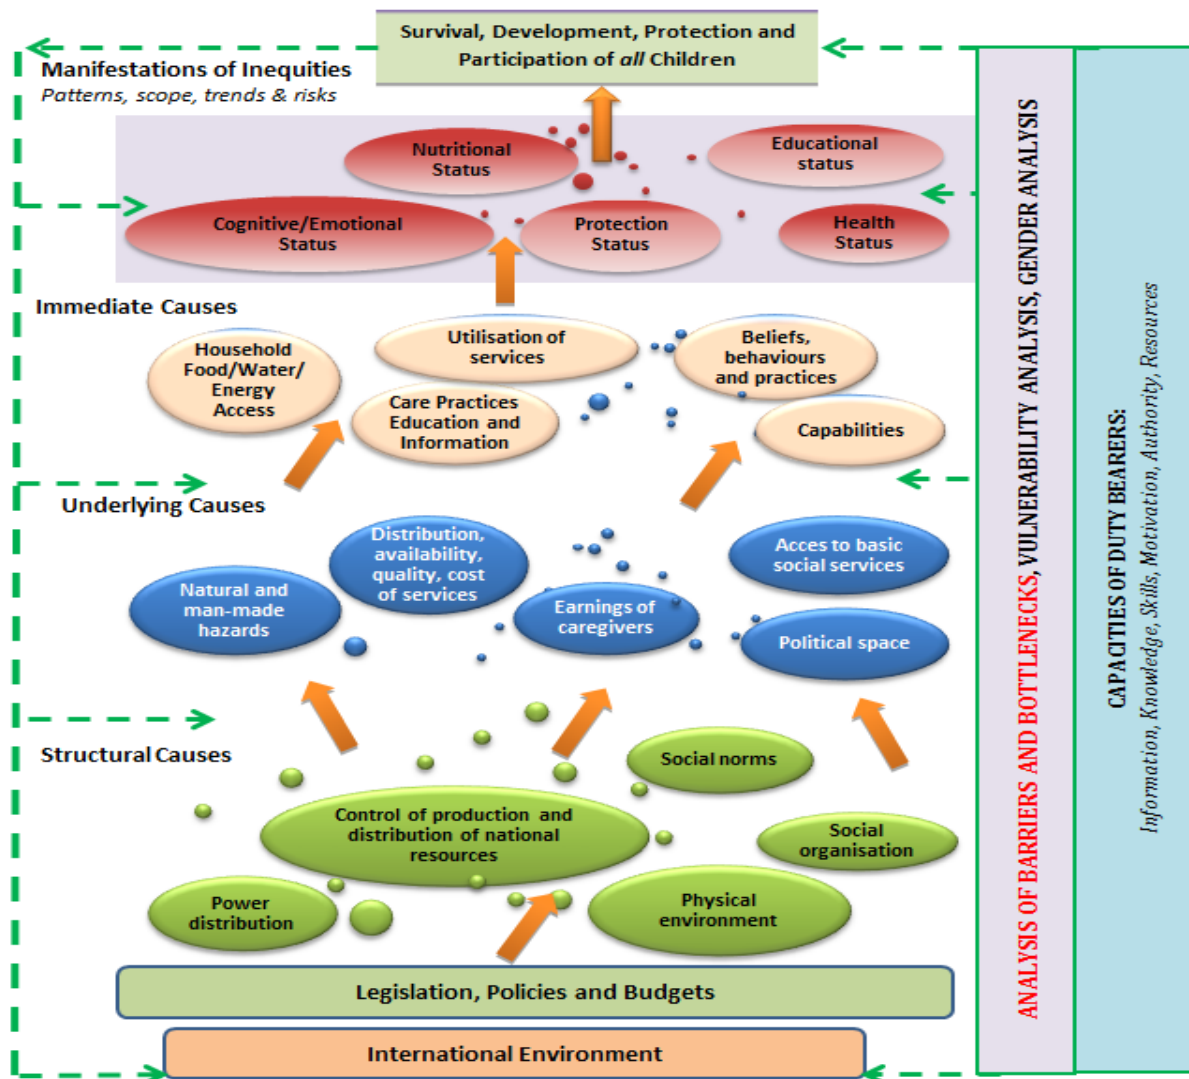 Survival, Development, Protection and
Participation of all Children
Manifestations of Inequities
Patterns, scope, trends & risks
Nutritional
Status
Educational
status
Cognitive/Emotional
Status
Protection
Status
Health
Status
Immediate Causes
Household
Food/Water/
Energy
Access
Utilisation of
services
Beliefs,
behaviours
and practices
Care Practices
Education and
Information
Capabilities
Underlying Causes
Natural and
man-made
hazards
Distribution,
availability,
quality, cost
of services
Earnings of
caregivers
Acces to basic
social services
Political space
Structural Causes
Social norms
Control of production and
distribution of national
resources
Social
organisation
Power
distribution
Physical
environment
Legislation, Policies and Budgets
International Environment
ANALYSIS OF BARRIERS AND BOTTLENECKS, VULNERABILITY ANALYSIS, GENDER ANALYSIS
CAPACITIES OF DUTY BEARERS:
Information, Knowledge, Skills, Motivation, Authority, Resources